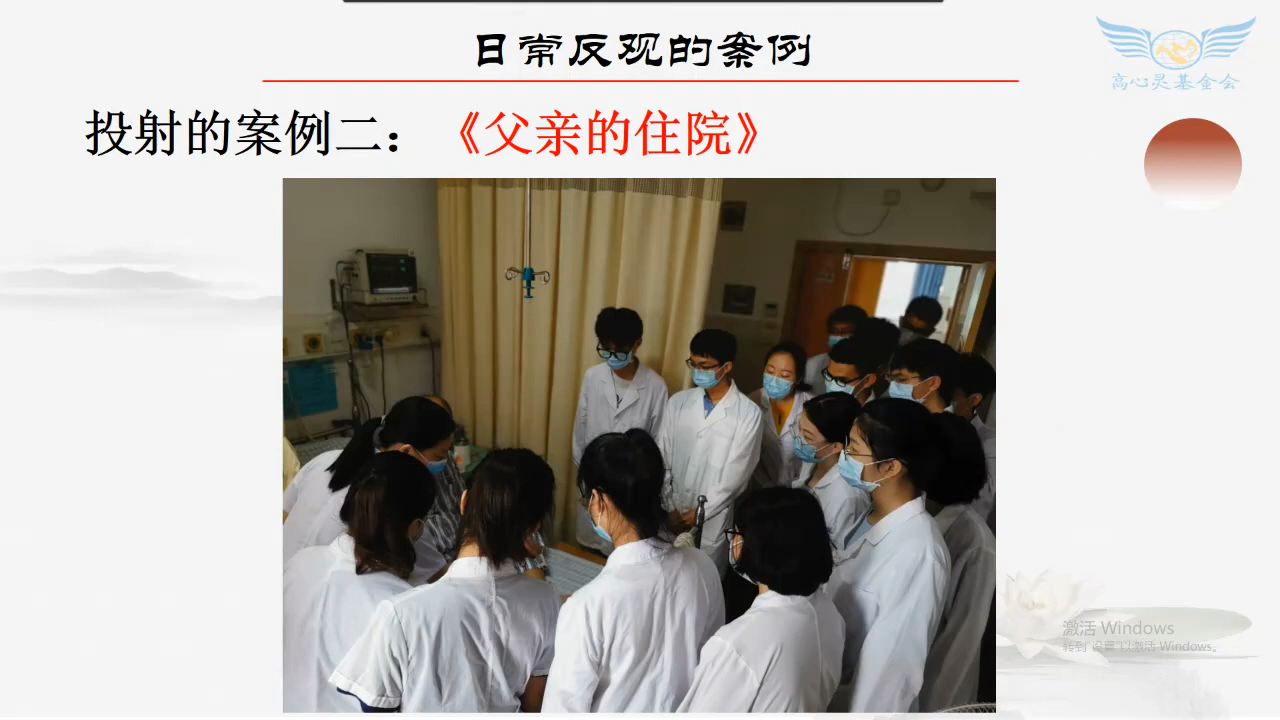 日常反观的案例
高心灵基金会
投射的案例二：《父亲的住院》
激活 Windows
转到“设置”以激活 Windows。